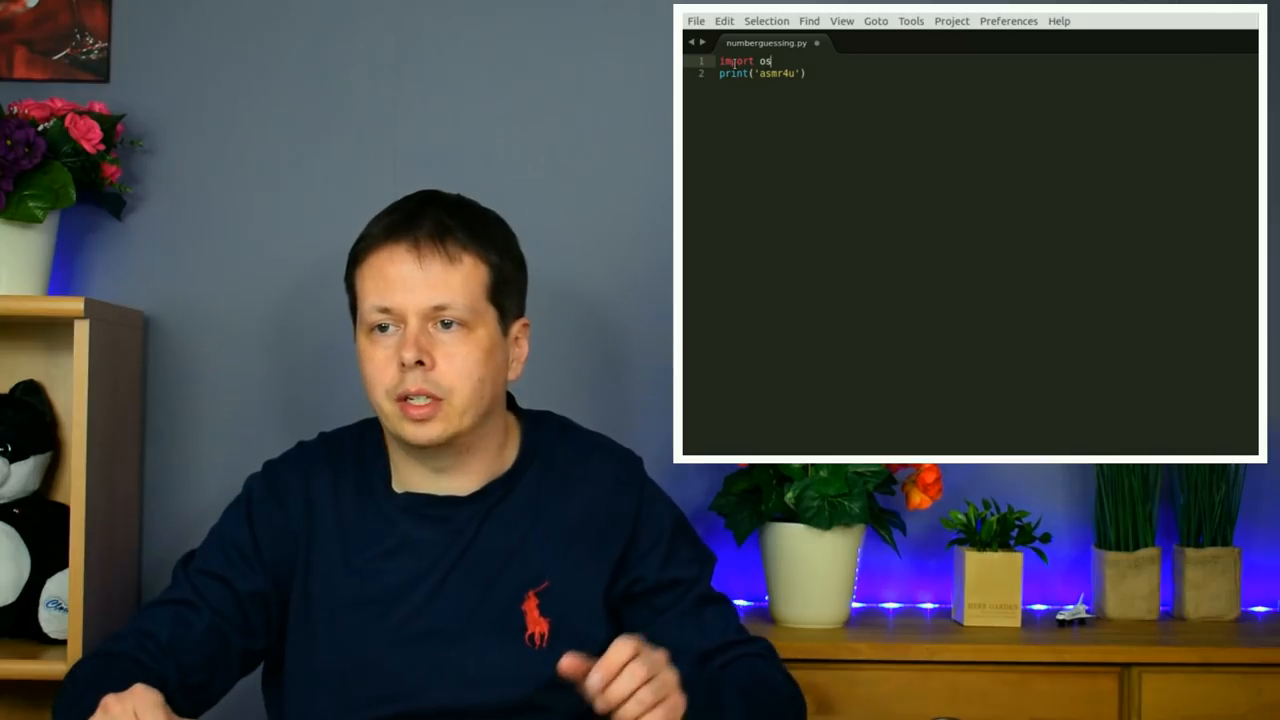 File Edit Selection Find View Goto Tools Project Preferences Help
numberguessing.py
1 import os
2 print('asmr4u')
HERB GARDEN